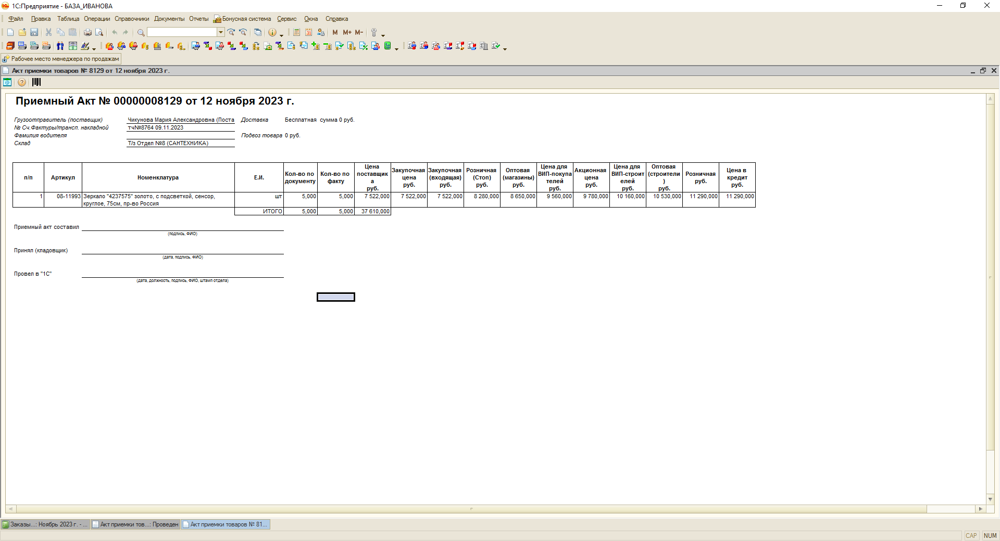 1С:Предприятие - БАЗА_ИВАНОВА
Файл Правка Таблица Операции Справочники Документы Отчеты Бонусная система Сервис Окна Справка
M M+ M-
Рабочее место менеджера по продажам
Акт приемки товаров № 8129 от 12 ноября 2023 г.
Приемный Акт № 00000008129 от 12 ноября 2023 г.
Грузоотправитель (поставщик) Чикунова Мария Александровна (Поста Доставка Бесплатная сумма 0 руб.
№ Сч.Фактуры/трансп. накладной тч№8764 09.11.2023
Фамилия водителя Подвоз товара 0 руб.
Склад Т/з Отдел №8 (САНТЕХНИКА)
п/п Артикул Номенклатура Е.И. Кол-во по документу Кол-во по факту Цена поставщик а руб. Закупочная цена руб. Закупочная (входящая) руб. Розничная (Стоп) руб. Оптовая (магазины) руб. Цена для ВИП-покупа телей руб. Акционная цена руб. Цена для ВИП-строит елей руб. Оптовая (строители ) руб. Розничная руб. Цена в кредит руб.
1 08-11993 Зеркало "4237575" золото, с подсветкой, сенсор, круглое, 75см, пр-во Россия шт 5,000 5,000 7 522,000 7 522,000 7 522,000 8 280,000 8 650,000 9 560,000 9 780,000 10 160,000 10 530,000 11 290,000 11 290,000
ИТОГО 5,000 5,000 37 610,000
Приемный акт составил
(подпись, ФИО)
Принял (кладовщик)
(дата, подпись, ФИО)
Провел в "1С"
(дата, должность, подпись, ФИО, штамп отдела)
Заказы...: Ноябрь 2023 г. - ... Акт приемки тов...: Проведен Акт приемки товаров № 81...
CAP NUM